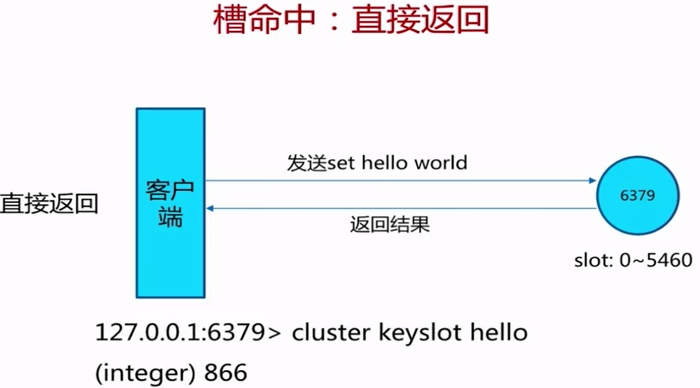 槽命中：直接返回
直接返回
客户
端
发送set hello world
返回结果
6379
slot: 0~5460
127.0.0.1:6379> cluster keyslot hello
(integer) 866